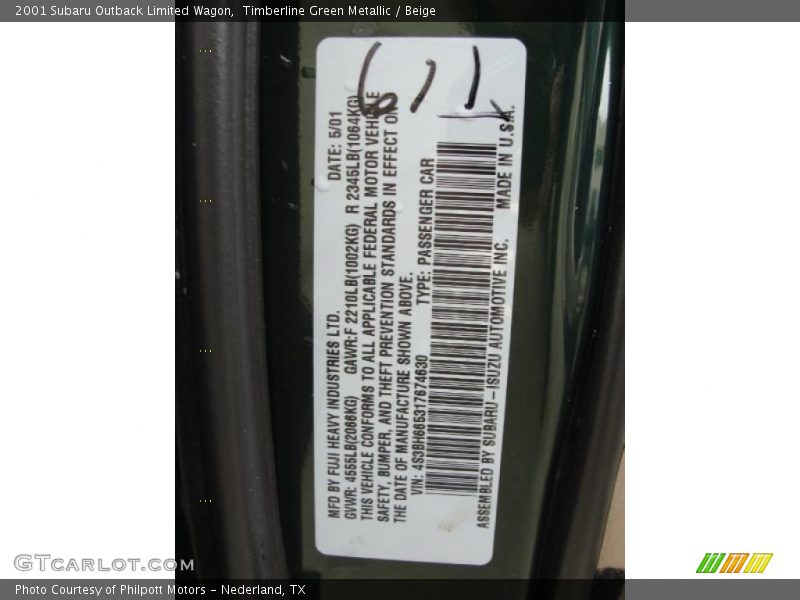 2001 Subaru Outback Limited Wagon,  Timberline Green Metallic / Beige
MFD BY FUJI HEAVY INDUSTRIES LTD. DATE: 5/01
GVWR: 4555LB(2066KG) GAWR:F 2210LB(1002KG) R 2345LB(1064KG)
THIS VEHICLE CONFORMS TO ALL APPLICABLE FEDERAL MOTOR VEHICLE
SAFETY, BUMPER, AND THEFT PREVENTION STANDARDS IN EFFECT ON
THE DATE OF MANUFACTURE SHOWN ABOVE.
VIN: 4S3BH665317674630 TYPE: PASSENGER CAR
ASSEMBLED BY SUBARU-ISUZU AUTOMOTIVE INC. MADE IN U.S.A.
GTCarLot.com
Photo Courtesy of Philpott Motors - Nederland, TX